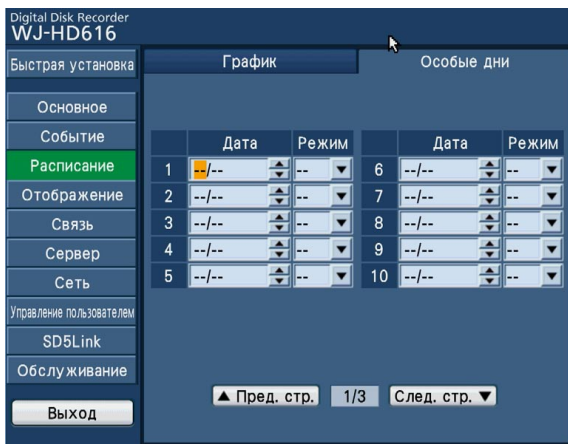 Digital Disk Recorder
WJ-HD616
Быстрая установка
Основное
Событие
Расписание
Отображение
Связь
Сервер
Сеть
Управление пользователем
SD5Link
Обслуживание
Выход
График
Особые дни
Дата Режим Дата Режим
1 --/-- -- 6 --/-- --
2 --/-- -- 7 --/-- --
3 --/-- -- 8 --/-- --
4 --/-- -- 9 --/-- --
5 --/-- -- 10 --/-- --
▲ Пред. стр. 1/3 След. стр. ▼